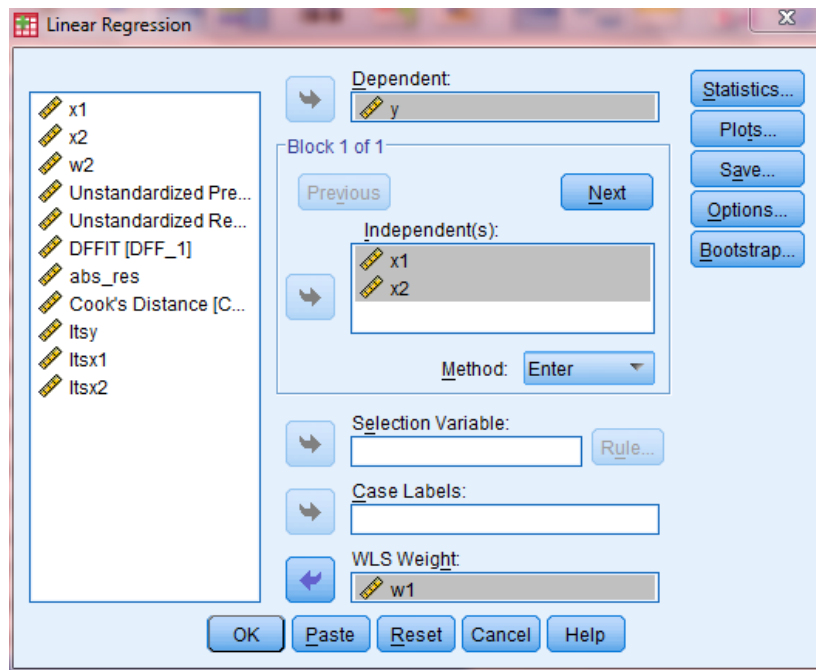 Linear Regression
x1
x2
w2
Unstandardized Pre...
Unstandardized Re...
DFFIT [DFF_1]
abs_res
Cook's Distance [C...
ltsy
ltsx1
ltsx2
Dependent:
y
Block 1 of 1
Previous
Next
Independent(s):
x1
x2
Method: Enter
Selection Variable:
Rule...
Case Labels:
WLS Weight:
w1
Statistics...
Plots...
Save...
Options...
Bootstrap...
OK Paste Reset Cancel Help